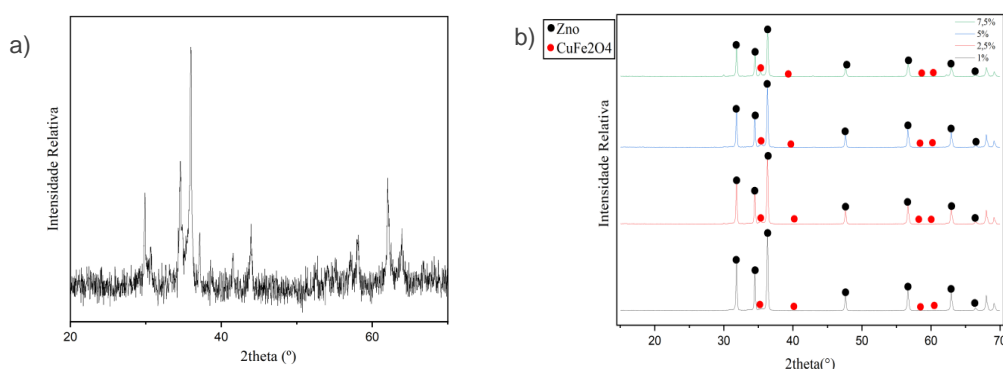 a)
Intensidade Relativa
20
40
60
2theta (º)
b)
Zno
CuFe2O4
7,5%
5%
2,5%
1%
Intensidade Relativa
20
30
40
50
60
70
2theta(°)